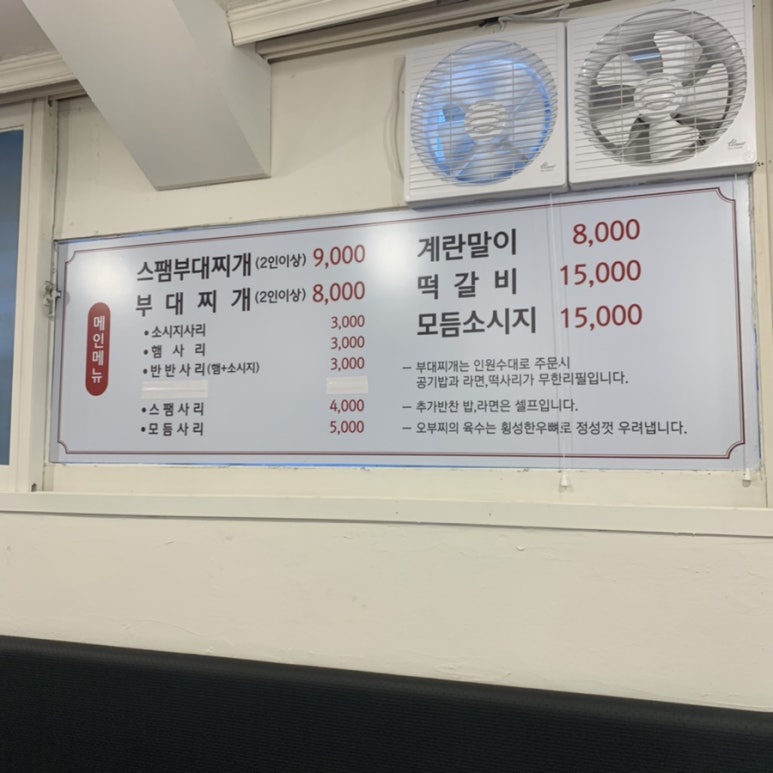 메인메뉴
스팸부대찌개 (2인이상) 9,000
부대찌개 (2인이상) 8,000
• 소시지사리 3,000
• 햄사리 3,000
• 반반사리 (햄+소시지) 3,000
• 스팸사리 4,000
• 모듬사리 5,000
계란말이 8,000
떡갈비 15,000
모듬소시지 15,000
– 부대찌개는 인원수대로 주문시
공기밥과 라면,떡사리가 무한리필입니다.
– 추가반찬 밥,라면은 셀프입니다.
– 오부찌의 육수는 횡성한우뼈로 정성껏 우려냅니다.